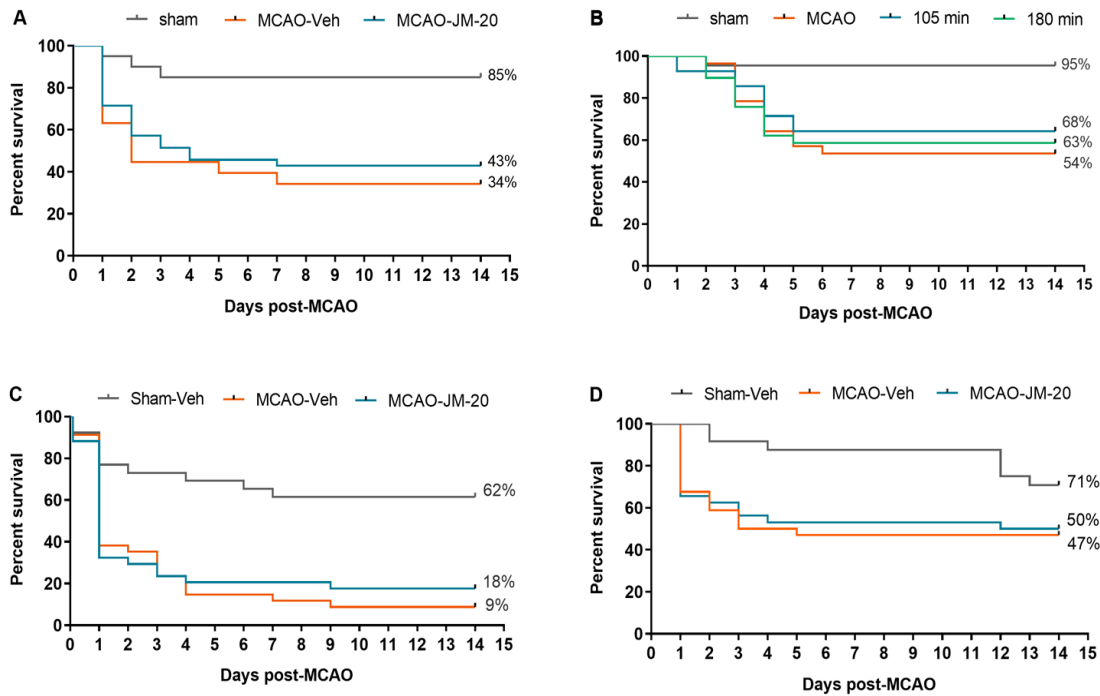 A
sham MCAO-Veh MCAO-JM-20
Percent survival
100
80
60
40
20
0
85%
43%
34%
0 1 2 3 4 5 6 7 8 9 10 11 12 13 14 15
Days post-MCAO
B
sham MCAO 105 min 180 min
Percent survival
100
80
60
40
20
0
95%
68%
63%
54%
0 1 2 3 4 5 6 7 8 9 10 11 12 13 14 15
Days post-MCAO
C
Sham-Veh MCAO-Veh MCAO-JM-20
Percent survival
100
80
60
40
20
0
62%
18%
9%
0 1 2 3 4 5 6 7 8 9 10 11 12 13 14 15
Days post-MCAO
D
Sham-Veh MCAO-Veh MCAO-JM-20
Percent survival
100
80
60
40
20
0
71%
50%
47%
0 1 2 3 4 5 6 7 8 9 10 11 12 13 14 15
Days post-MCAO